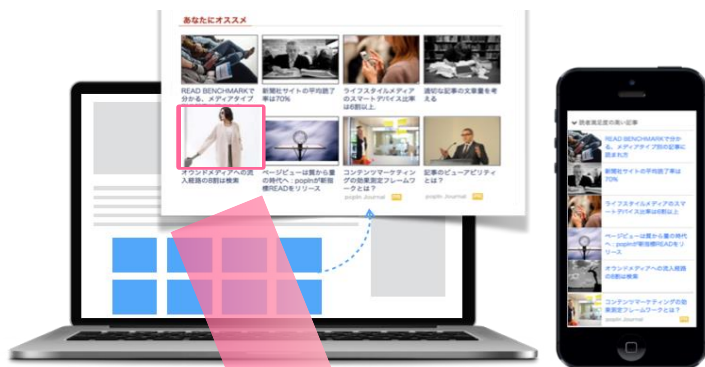 あなたにオススメ
READ BENCHMARKで
分かる、メディアタイプ
新聞社サイトの平均読了
率は70%
ライフスタイルメディア
のスマートデバイス比率
は6割以上
適切な記事の文章量を考
える
オウンドメディアへの流
入経路の8割は検索
ページビューは質から量
の時代へ：popInが新指
標READをリリース
コンテンツマーケティン
グの効果測定フレームワ
ークとは？
popIn Journal
記事のビューアビリティ
とは？
popIn Journal
読者満足度の高い記事
READ BENCHMARKで分か
る、メディアタイプ別の記事に
読まれ方
新聞社サイトの平均読了率は
70%
ライフスタイルメディアのスマ
ートデバイス比率は6割以上
ページビューは質から量の時代
へ：popInが新指標READをリ
リース
オウンドメディアへの流入経路
の8割は検索
コンテンツマーケティングの効
果測定フレームワークとは？
popIn Journal